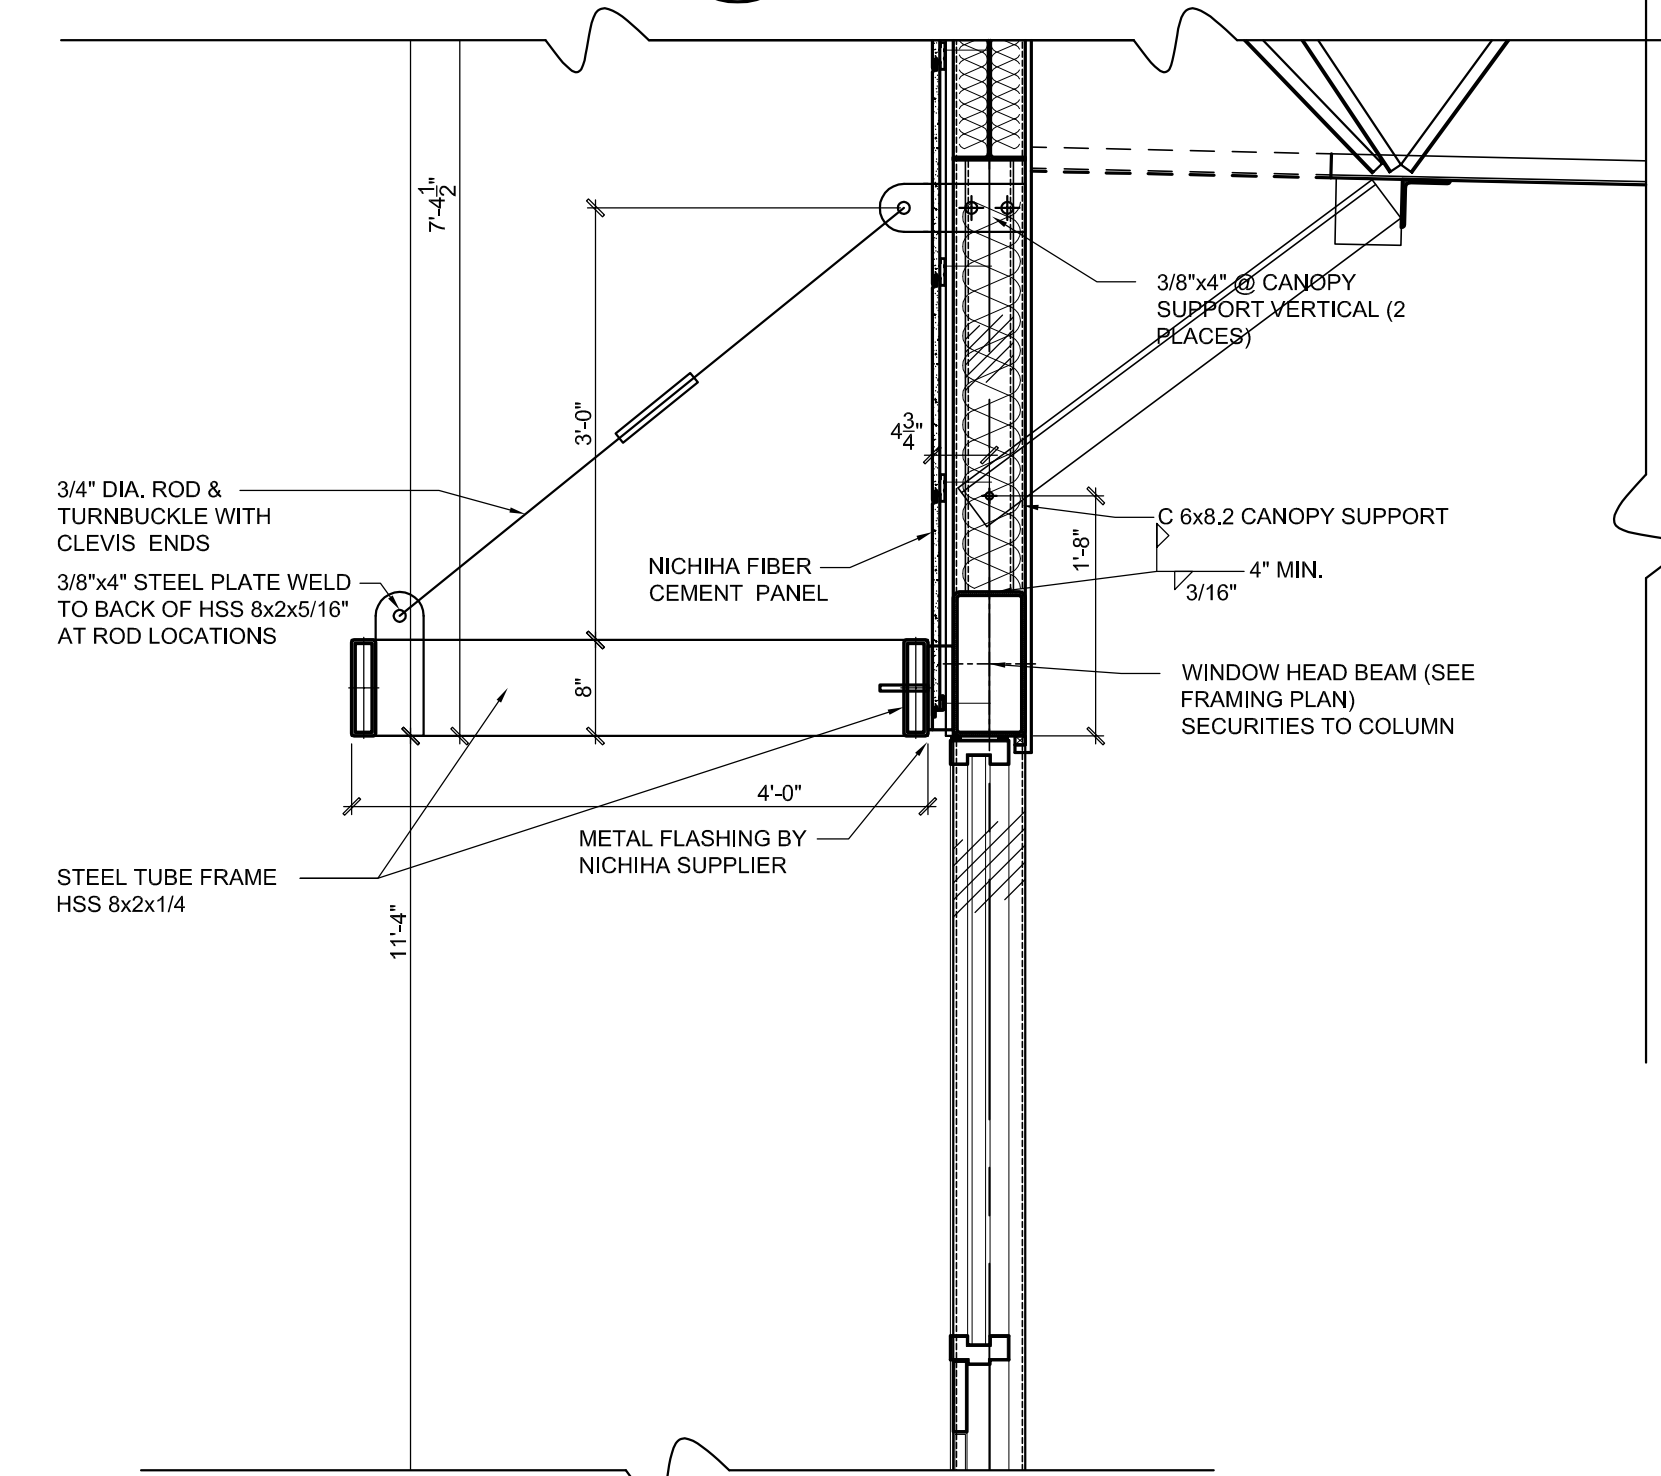 7'-4 1/2"
3/8"x4" @ CANOPY
SUPPORT VERTICAL (2
PLACES)
3'-0"
4 3/4"
3/4" DIA. ROD &
TURNBUCKLE WITH
CLEVIS ENDS
C 6x8.2 CANOPY SUPPORT
1'-8"
NICHIHA FIBER
CEMENT PANEL
4" MIN.
3/16"
3/8"x4" STEEL PLATE WELD
TO BACK OF HSS 8x2x5/16"
AT ROD LOCATIONS
8"
WINDOW HEAD BEAM (SEE
FRAMING PLAN)
SECURITIES TO COLUMN
4'-0"
METAL FLASHING BY
NICHIHA SUPPLIER
STEEL TUBE FRAME
HSS 8x2x1/4
11'-4"